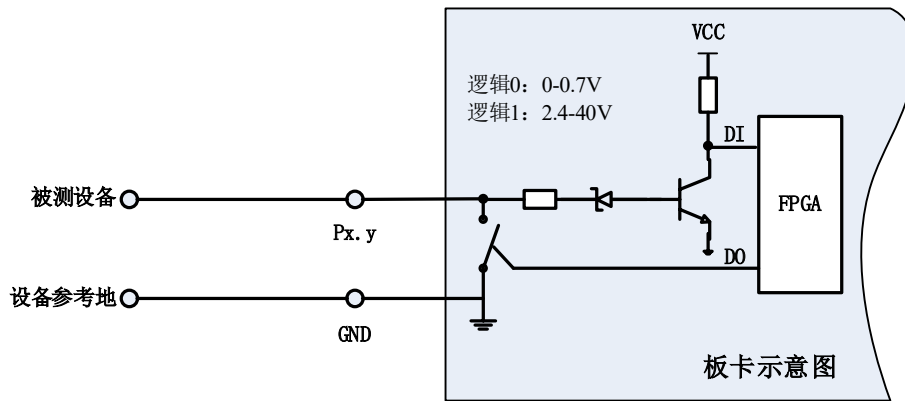 VCC
逻辑0：0-0.7V
逻辑1：2.4-40V
DI
被测设备
FPGA
Px.y
DO
设备参考地
GND
板卡示意图